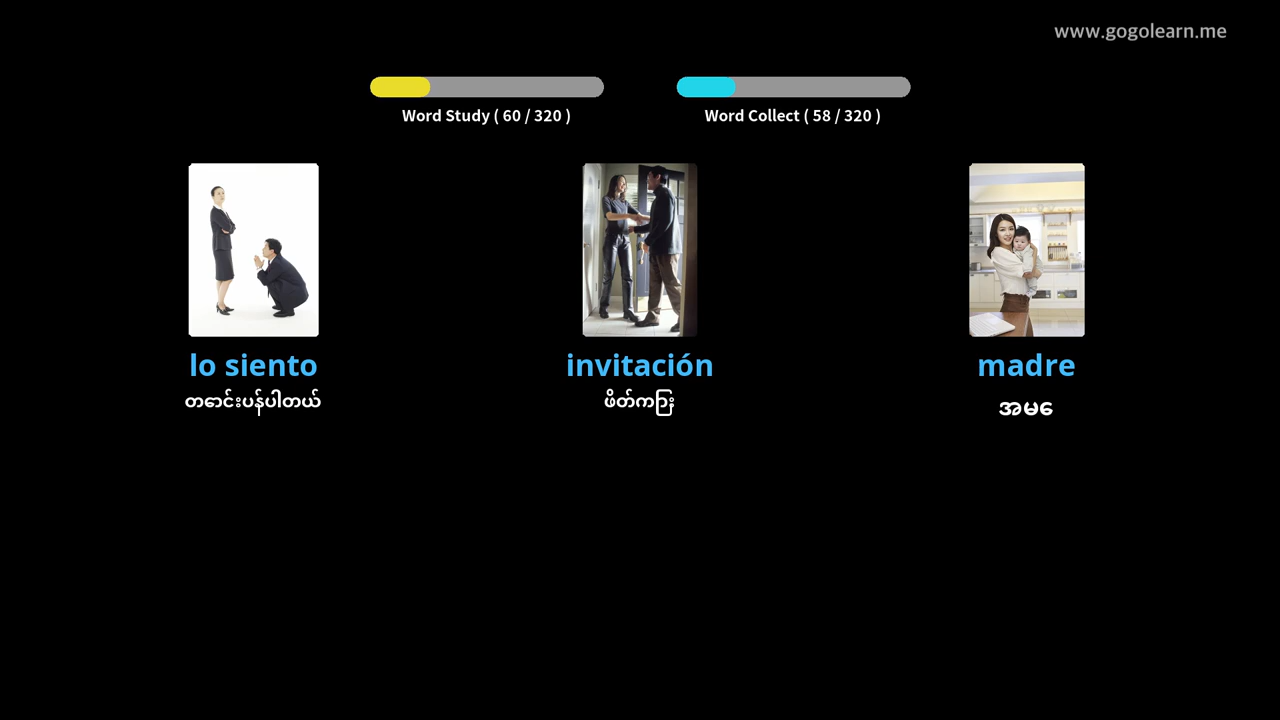 www.gogolearn.me
Word Study ( 60 / 320 )
Word Collect ( 58 / 320 )
lo siento
invitación
madre
တောင်းပန်ပါတယ်
ဖိတ်ကြား
အမေ